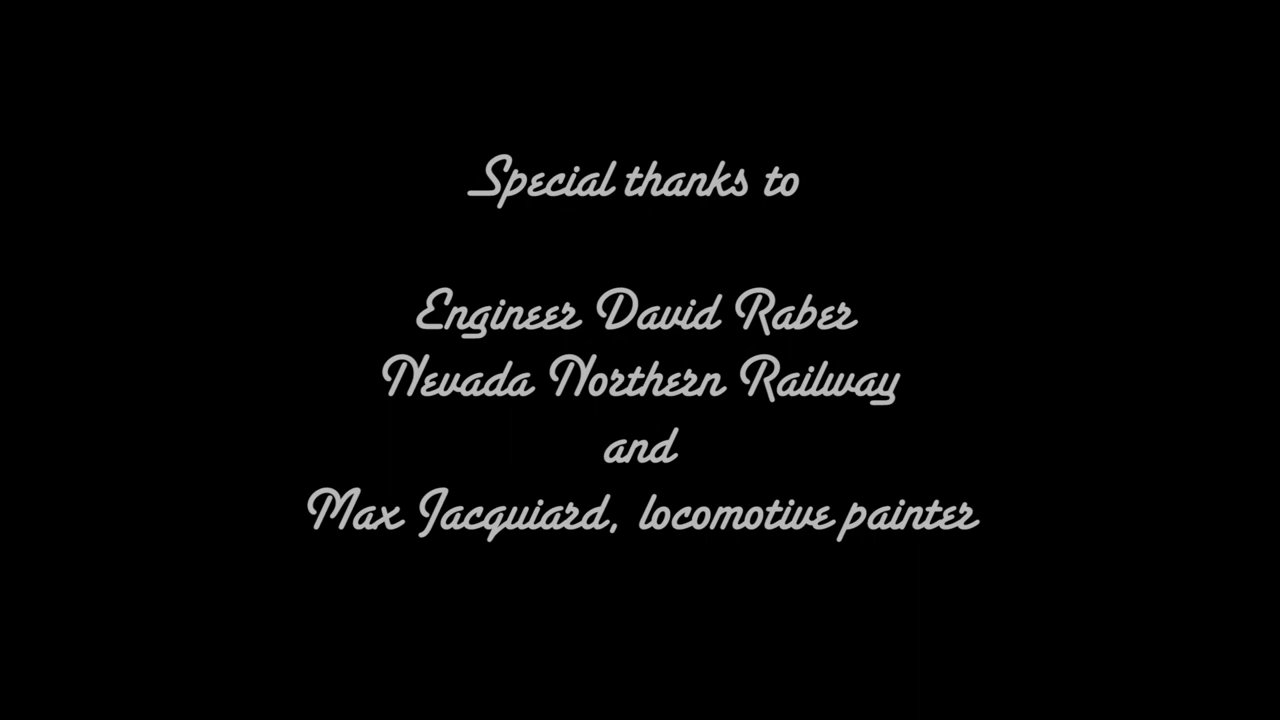 Special thanks to
Engineer David Raber
Nevada Northern Railway
and
Max Jacquiard, locomotive painter